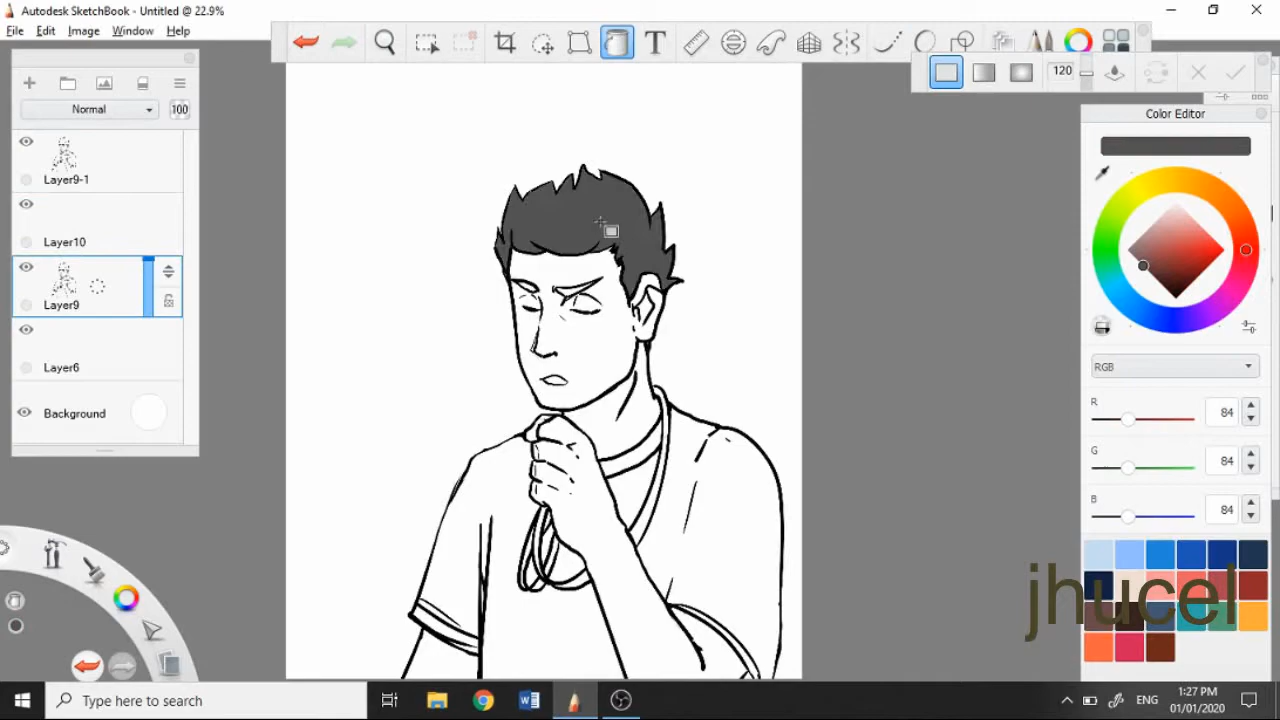 Autodesk SketchBook - Untitled @ 22.9%
File Edit Image Window Help
T
120
Normal
100
Layer9-1
Layer10
Layer9
Layer6
Background
Color Editor
RGB
R
84
G
84
B
84
jhucel
Type here to search
W
ENG
1:27 PM
01/01/2020